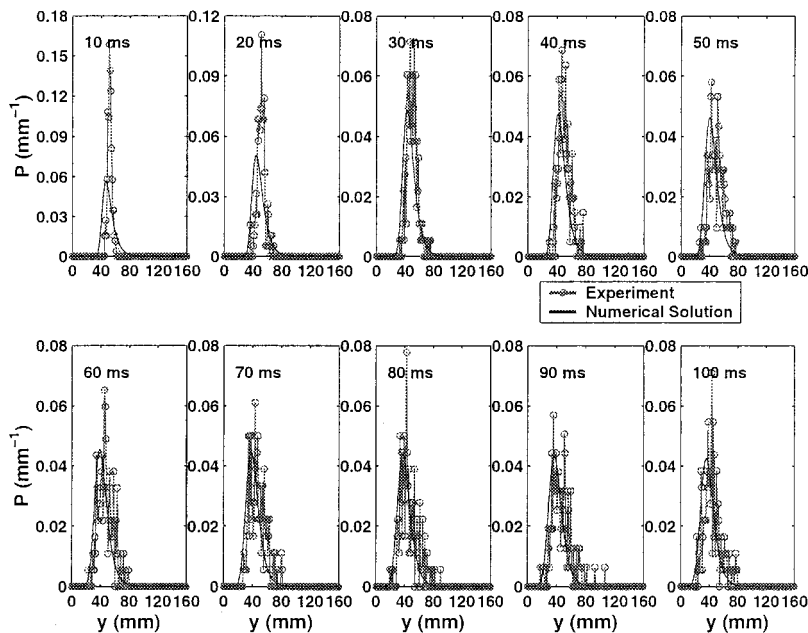 0.18 0.12 0.08 0.08 0.08
10 ms 20 ms 30 ms 40 ms 50 ms
0.15
0.12 0.09 0.06 0.06 0.06
P (mm⁻¹)
0.09 0.06 0.04 0.04 0.04
0.06
0.03 0.02 0.02 0.02
0.03
0 0 0 0 0
0 40 80 120 160 0 40 80 120 160 0 40 80 120 160 0 40 80 120 160 0 40 80 120 160
Experiment
Numerical Solution
0.08 0.08 0.08 0.08 0.08
60 ms 70 ms 80 ms 90 ms 100 ms
0.06 0.06 0.06 0.06 0.06
P (mm⁻¹)
0.04 0.04 0.04 0.04 0.04
0.02 0.02 0.02 0.02 0.02
0 0 0 0 0
0 40 80 120 160 0 40 80 120 160 0 40 80 120 160 0 40 80 120 160 0 40 80 120 160
y (mm) y (mm) y (mm) y (mm) y (mm)